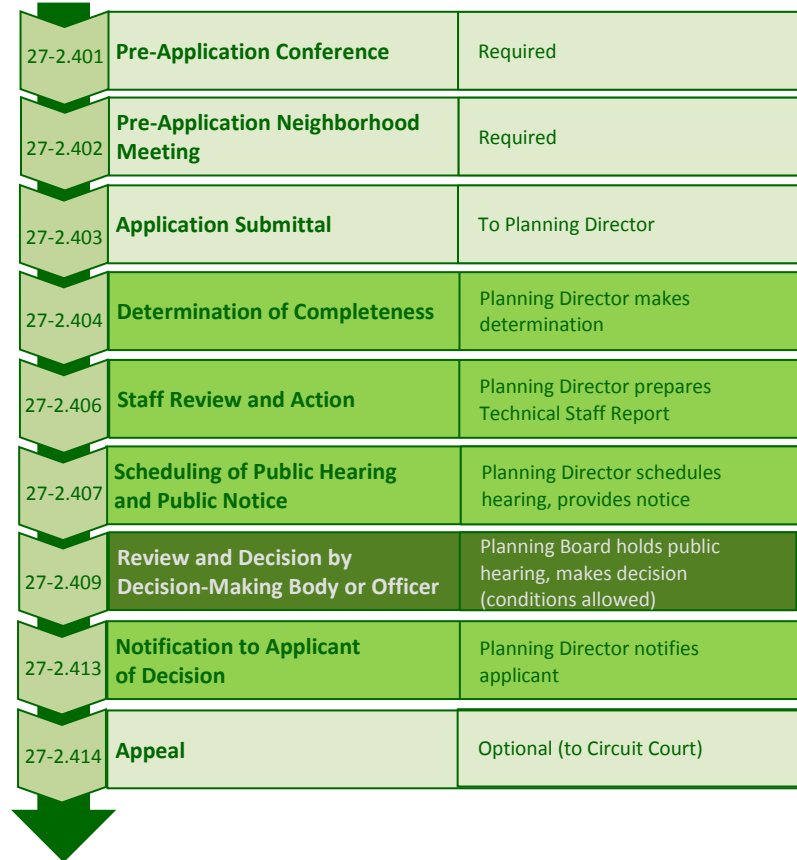 27-2.401
Pre-Application Conference
Required
27-2.402
Pre-Application Neighborhood
Meeting
Required
27-2.403
Application Submittal
To Planning Director
27-2.404
Determination of Completeness
Planning Director makes
determination
27-2.406
Staff Review and Action
Planning Director prepares
Technical Staff Report
27-2.407
Scheduling of Public Hearing
and Public Notice
Planning Director schedules
hearing, provides notice
27-2.409
Review and Decision by
Decision-Making Body or Officer
Planning Board holds public
hearing, makes decision
(conditions allowed)
27-2.413
Notification to Applicant
of Decision
Planning Director notifies
applicant
27-2.414
Appeal
Optional (to Circuit Court)